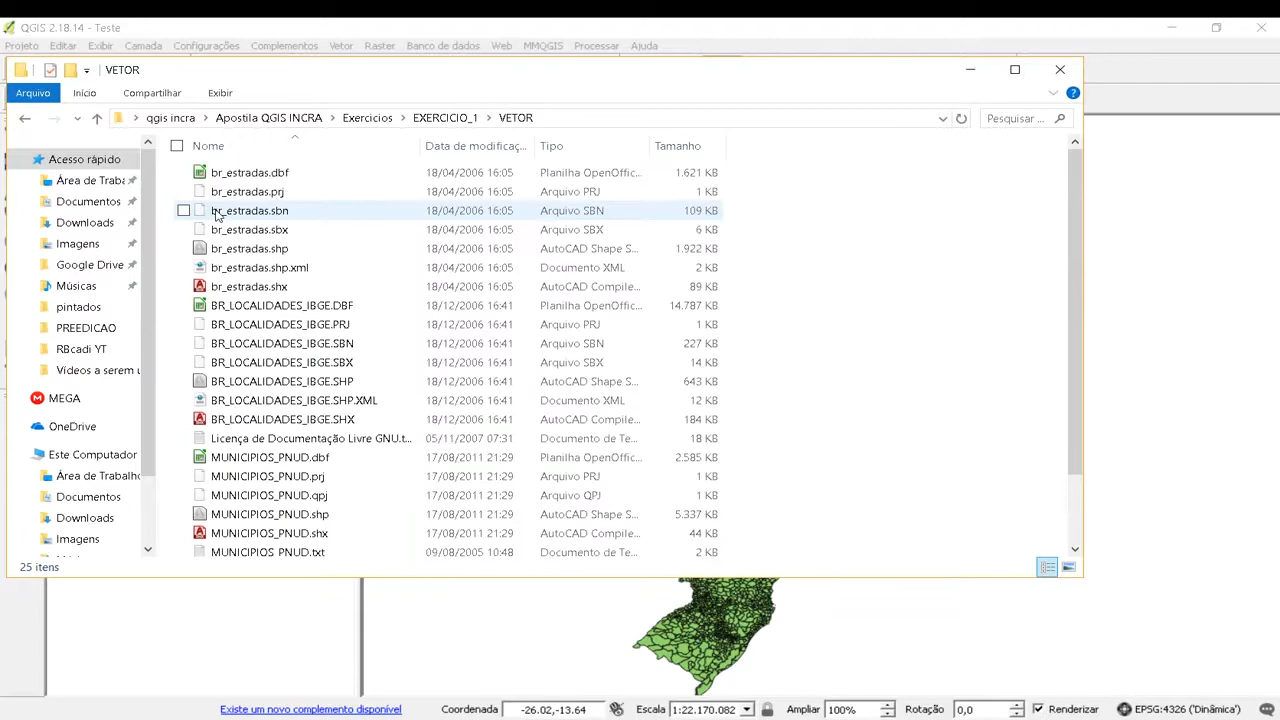 QGIS 2.18.14 - Teste
Projeto Editar Exibir Camada Configurações Complementos Vetor Raster Banco de dados Web MMQGIS Processar Ajuda
VETOR
Arquivo Início Compartilhar Exibir
qgis incra > Apostila QGIS INCRA > Exercicios > EXERCICIO_1 > VETOR
Pesquisar ...
Nome Data de modificaç... Tipo Tamanho
Acesso rápido
Área de Traba
Documentos
Downloads
Imagens
Google Drive
Músicas
pintados
PREEDICAO
RBcadi YT
Vídeos a serem u
MEGA
OneDrive
Este Computador
Área de Trabalho
Documentos
Downloads
Imagens
br_estradas.dbf 18/04/2006 16:05 Planilha OpenOffic... 1.621 KB
br_estradas.prj 18/04/2006 16:05 Arquivo PRJ 1 KB
br_estradas.sbn 18/04/2006 16:05 Arquivo SBN 109 KB
br_estradas.sbx 18/04/2006 16:05 Arquivo SBX 6 KB
br_estradas.shp 18/04/2006 16:05 AutoCAD Shape S... 1.922 KB
br_estradas.shp.xml 18/04/2006 16:05 Documento XML 2 KB
br_estradas.shx 18/04/2006 16:05 AutoCAD Compile... 89 KB
BR_LOCALIDADES_IBGE.DBF 18/12/2006 16:41 Planilha OpenOffic... 14.787 KB
BR_LOCALIDADES_IBGE.PRJ 18/12/2006 16:41 Arquivo PRJ 1 KB
BR_LOCALIDADES_IBGE.SBN 18/12/2006 16:41 Arquivo SBN 227 KB
BR_LOCALIDADES_IBGE.SBX 18/12/2006 16:41 Arquivo SBX 14 KB
BR_LOCALIDADES_IBGE.SHP 18/12/2006 16:41 AutoCAD Shape S... 643 KB
BR_LOCALIDADES_IBGE.SHP.XML 18/12/2006 16:41 Documento XML 12 KB
BR_LOCALIDADES_IBGE.SHX 18/12/2006 16:41 AutoCAD Compile... 184 KB
Licença de Documentação Livre GNU.t... 05/11/2007 07:31 Documento de Te... 18 KB
MUNICIPIOS_PNUD.dbf 17/08/2011 21:29 Planilha OpenOffic... 2.585 KB
MUNICIPIOS_PNUD.prj 17/08/2011 21:29 Arquivo PRJ 1 KB
MUNICIPIOS_PNUD.qpj 17/08/2011 21:29 Arquivo QPJ 1 KB
MUNICIPIOS_PNUD.shp 17/08/2011 21:29 AutoCAD Shape S... 5.337 KB
MUNICIPIOS_PNUD.shx 17/08/2011 21:29 AutoCAD Compile... 44 KB
MUNICIPIOS_PNUD.txt 09/08/2005 10:48 Documento de Te... 2 KB
25 itens
Existe um novo complemento disponível Coordenada -26.02,-13.64 Escala 1:22.170.082 Ampliar 100% Rotação 0,0 Renderizar EPSG:4326 ('Dinâmica')